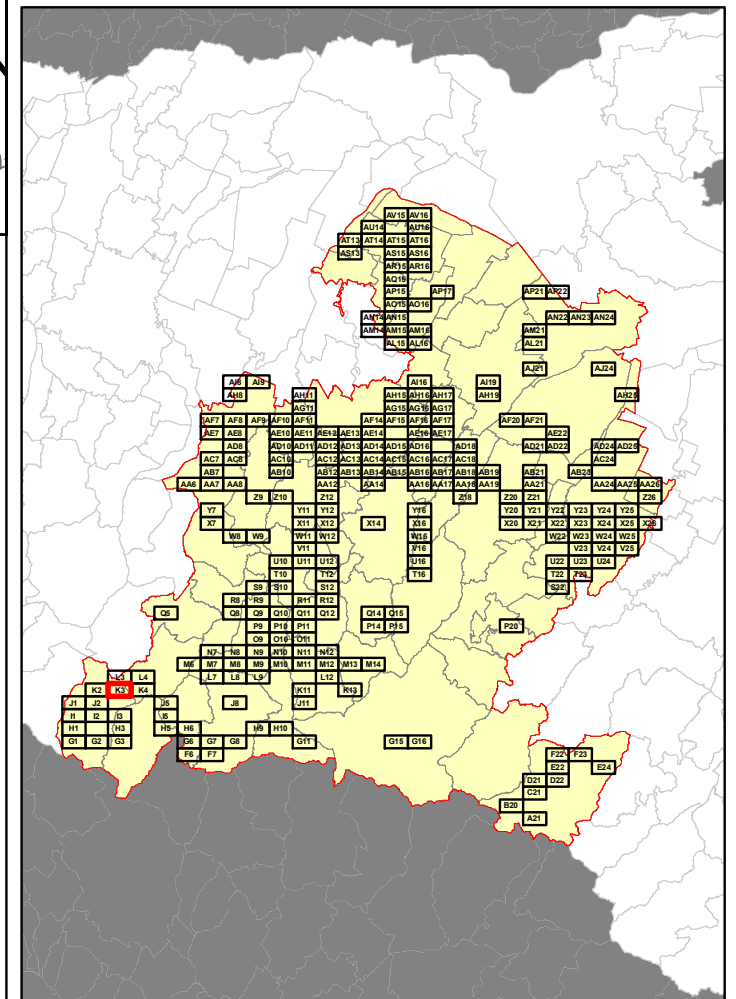 AV15 AV16
AU14 AU16
AT13 AT14 AT15 AT16
AS13 AS15 AS16
AR15 AR16
AQ15
AP15 AP17 AP21 AP22
AO15 AO16
AN14 AN15 AN22 AN23 AN24
AM14 AM15 AM16 AM21
AL15 AL16 AL21
AJ21 AJ24
AI8 AI9 AI16 AI19
AH8 AH11 AH15 AH16 AH17 AH19 AH25
AG11 AG15 AG16 AG17
AF7 AF8 AF9 AF10 AF11 AF14 AF15 AF16 AF17 AF20 AF21
AE7 AE8 AE10 AE11 AE12 AE13 AE14 AE16 AE17 AE22
AD8 AD10 AD11 AD12 AD13 AD14 AD15 AD16 AD18 AD21 AD22 AD24 AD25
AC7 AC8 AC10 AC12 AC13 AC14 AC15 AC16 AC17 AC18 AC24
AB7 AB10 AB12 AB13 AB14 AB15 AB16 AB17 AB18 AB19 AB21 AB23
AA6 AA7 AA8 AA12 AA14 AA16 AA17 AA18 AA19 AA21 AA24 AA25 AA26
Z9 Z10 Z12 Z18 Z20 Z21 Z26
Y7 Y11 Y12 Y16 Y20 Y21 Y22 Y23 Y24 Y25
X7 X11 X12 X14 X16 X20 X21 X22 X23 X24 X25 X26
W8 W9 W11 W12 W16 W22 W23 W24 W25
V11 V16 V23 V24 V25
U10 U11 U12 U16 U22 U23 U24
T10 T12 T16 T22 T23
S9 S10 S12 S22
R8 R9 R11 R12
Q5 Q8 Q9 Q10 Q11 Q12 Q14 Q15
P9 P10 P11 P14 P15 P20
O9 O10 O11
N7 N8 N9 N10 N11 N12
M6 M7 M8 M9 M10 M11 M12 M13 M14
L3 L4 L7 L8 L9 L12
K2 K3 K4 K11 K13
J1 J2 J5 J8 J11
I1 I2 I3 I5
H1 H3 H5 H6 H9 H10
G1 G2 G3 G6 G7 G8 G11 G15 G16
F6 F7 F22 F23
E22 E24
D21 D22
C21
B20
A21